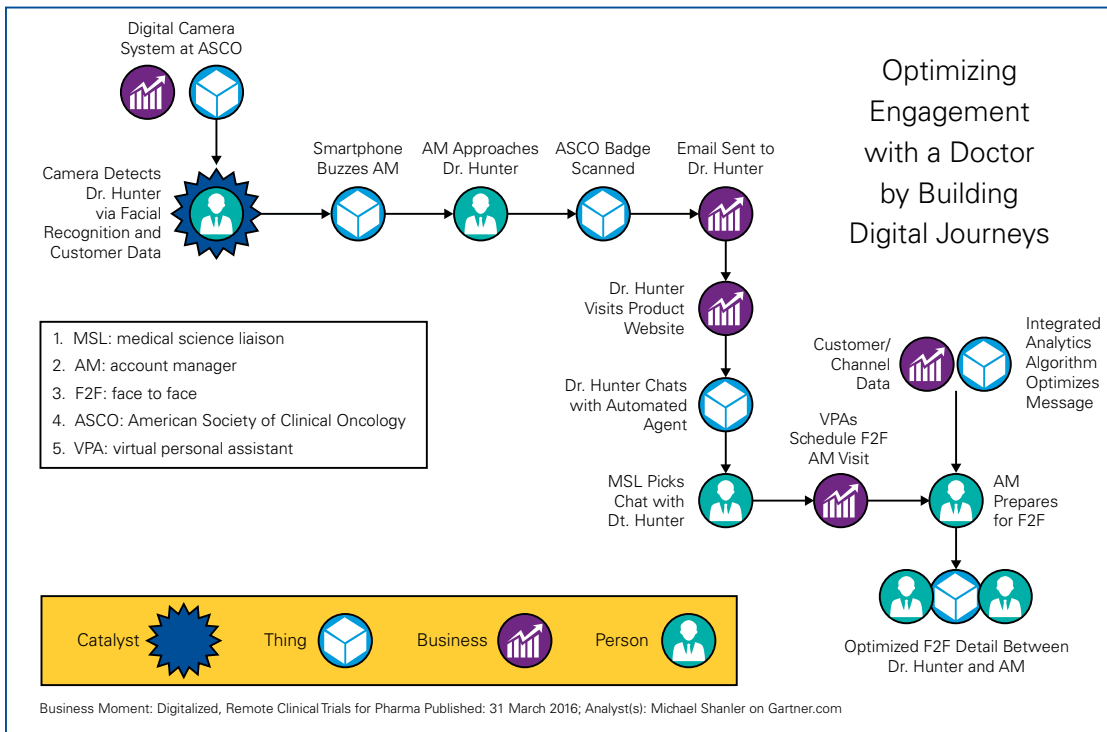 Digital Camera
System at ASCO
Optimizing
Engagement
with a Doctor
by Building
Digital Journeys
Camera Detects
Dr. Hunter
via Facial
Recognition and
Customer Data
Smartphone
Buzzes AM
AM Approaches
Dr. Hunter
ASCO Badge
Scanned
Email Sent to
Dr. Hunter
Dr. Hunter
Visits Product
Website
Dr. Hunter Chats
with Automated
Agent
MSL Picks
Chat with
Dt. Hunter
VPAs
Schedule F2F
AM Visit
Customer/
Channel
Data
Integrated
Analytics
Algorithm
Optimizes
Message
AM
Prepares
for F2F
Optimized F2F Detail Between
Dr. Hunter and AM
1. MSL: medical science liaison
2. AM: account manager
3. F2F: face to face
4. ASCO: American Society of Clinical Oncology
5. VPA: virtual personal assistant
Catalyst
Thing
Business
Person
Business Moment: Digitalized, Remote Clinical Trials for Pharma Published: 31 March 2016; Analyst(s): Michael Shanler on Gartner.com